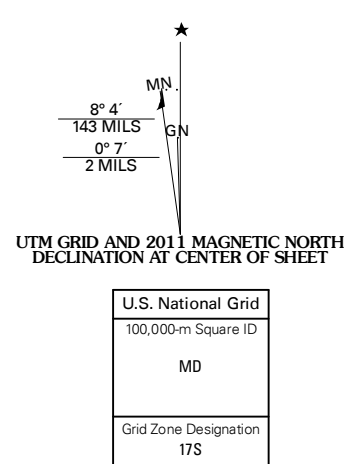 MN
8° 4´
143 MILS
GN
0° 7´
2 MILS
UTM GRID AND 2011 MAGNETIC NORTH
DECLINATION AT CENTER OF SHEET
U.S. National Grid
100,000-m Square ID
MD
Grid Zone Designation
17S